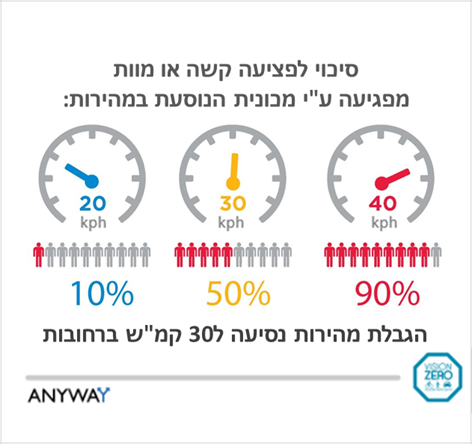 סיכוי לפציעה קשה או מוות
מפגיעה ע"י מכונית הנוסעת במהירות:
20 30 40
kph kph kph
10% 50% 90%
הגבלת מהירות נסיעה ל30 קמ"ש ברחובות
ANYWAY
VISION
ZERO